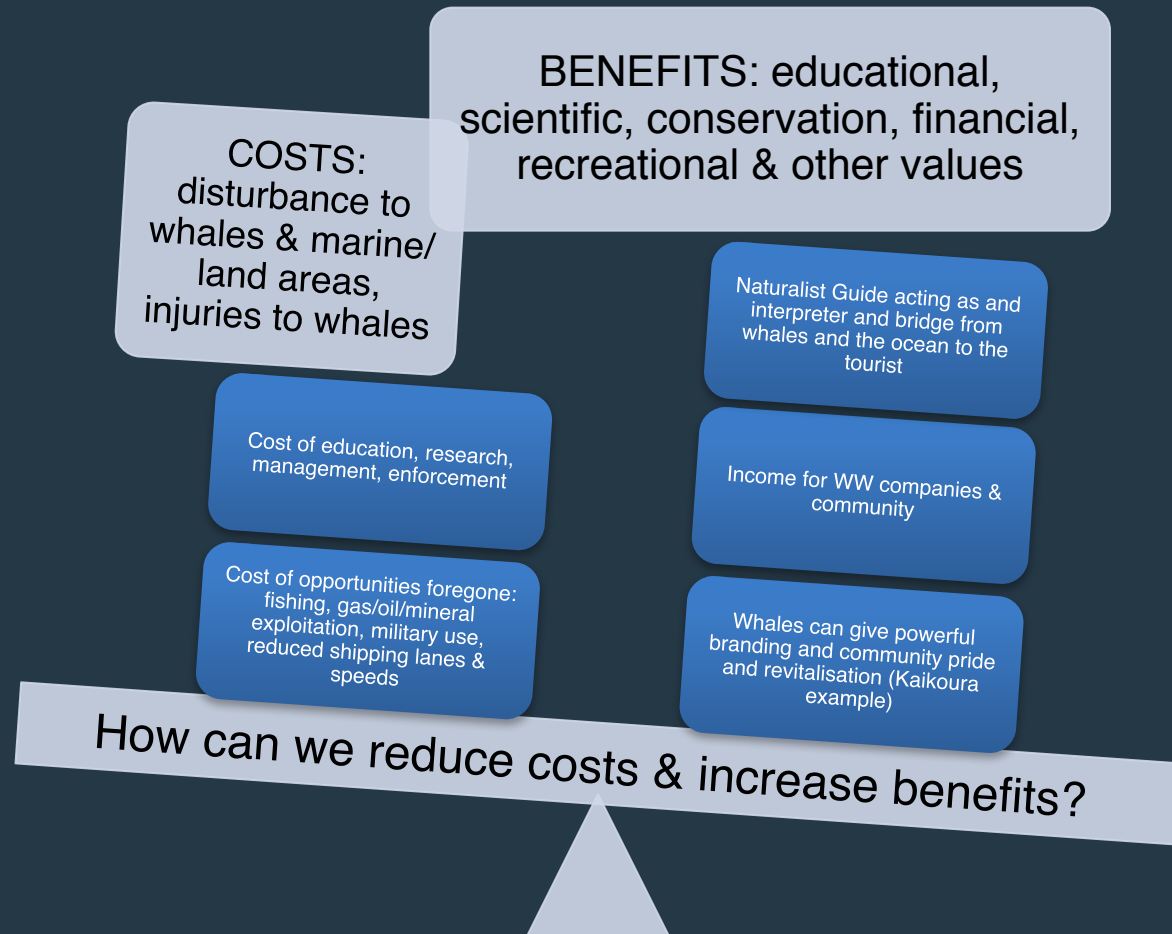 BENEFITS: educational,
scientific, conservation, financial,
recreational & other values
COSTS:
disturbance to
whales & marine/
land areas,
injuries to whales
Cost of education, research,
management, enforcement
Cost of opportunities foregone:
fishing, gas/oil/mineral
exploitation, military use,
reduced shipping lanes &
speeds
Naturalist Guide acting as and
interpreter and bridge from
whales and the ocean to the
tourist
Income for WW companies &
community
Whales can give powerful
branding and community pride
and revitalisation (Kaikoura
example)
How can we reduce costs & increase benefits?